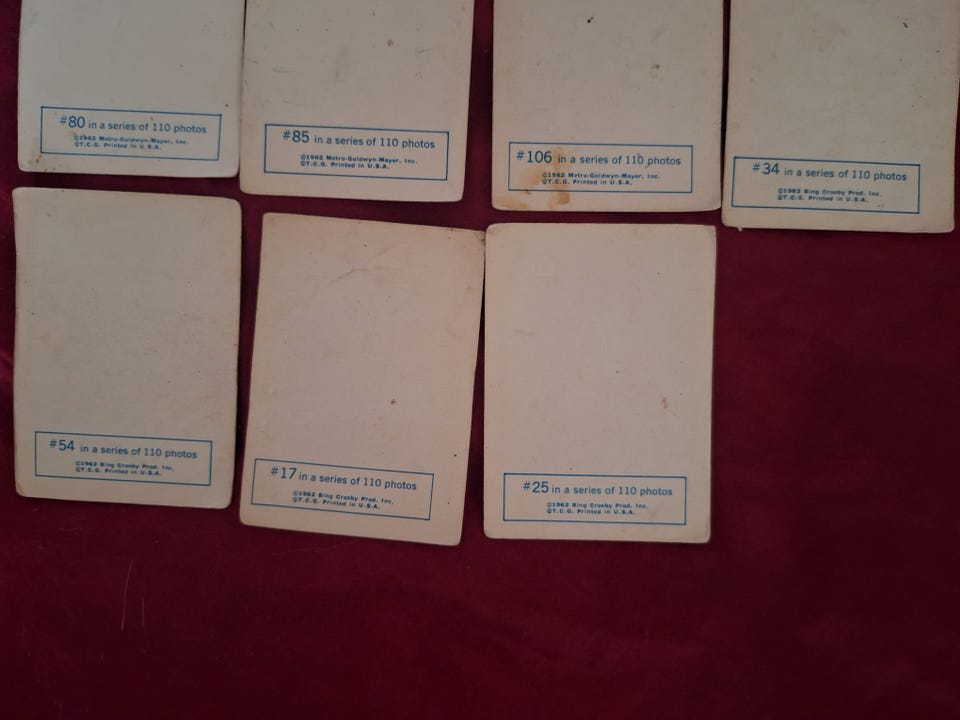 #80 in a series of 110 photos
©1962 Metro-Goldwyn-Mayer, Inc.
©T.C.G. Printed in U.S.A.
#85 in a series of 110 photos
©1962 Metro-Goldwyn-Mayer, Inc.
©T.C.G. Printed in U.S.A.
#106 in a series of 110 photos
©1962 Metro-Goldwyn-Mayer, Inc.
©T.C.G. Printed in U.S.A.
#34 in a series of 110 photos
©1962 Bing Crosby Prod. Inc.
©T.C.G. Printed in U.S.A.
#54 in a series of 110 photos
©1962 Bing Crosby Prod. Inc.
©T.C.G. Printed in U.S.A.
#17 in a series of 110 photos
©1962 Bing Crosby Prod. Inc.
©T.C.G. Printed in U.S.A.
#25 in a series of 110 photos
©1962 Bing Crosby Prod. Inc.
©T.C.G. Printed in U.S.A.